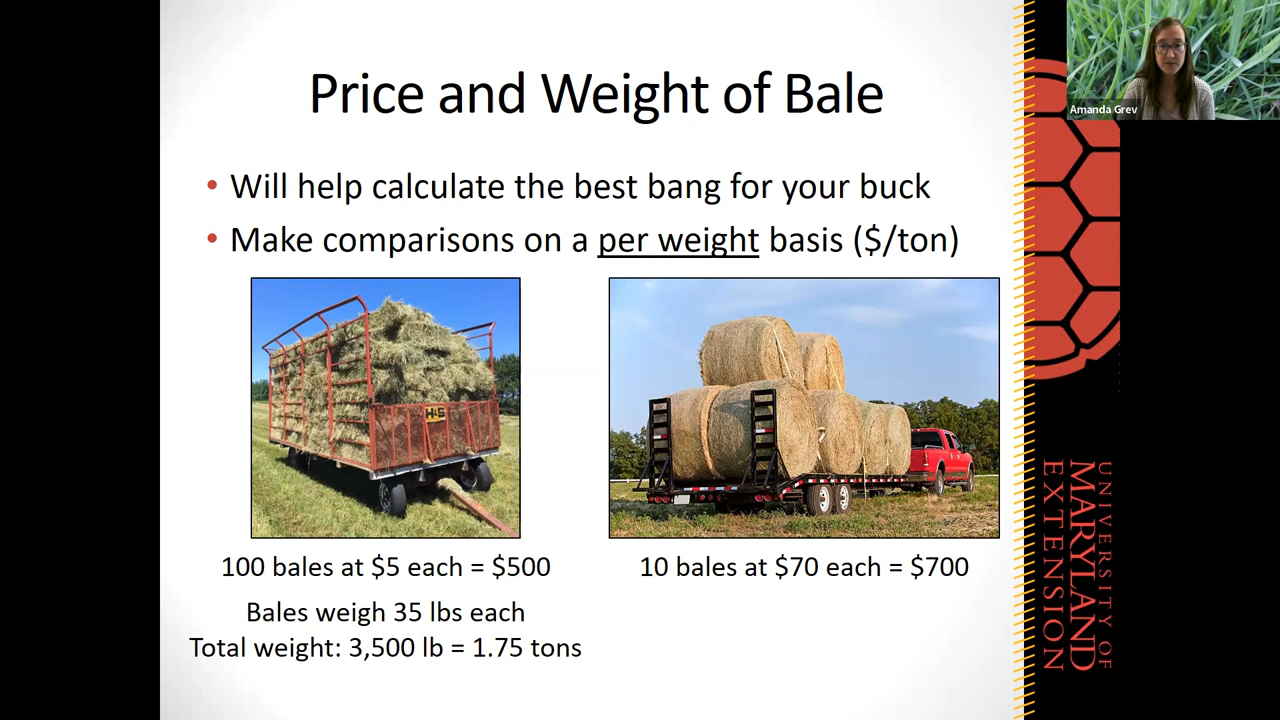 Price and Weight of Bale
• Will help calculate the best bang for your buck
• Make comparisons on a per weight basis ($/ton)
H&S
100 bales at $5 each = $500
10 bales at $70 each = $700
Bales weigh 35 lbs each
Total weight: 3,500 lb = 1.75 tons
Amanda Grev
UNIVERSITY OF
MARYLAND
EXTENSION